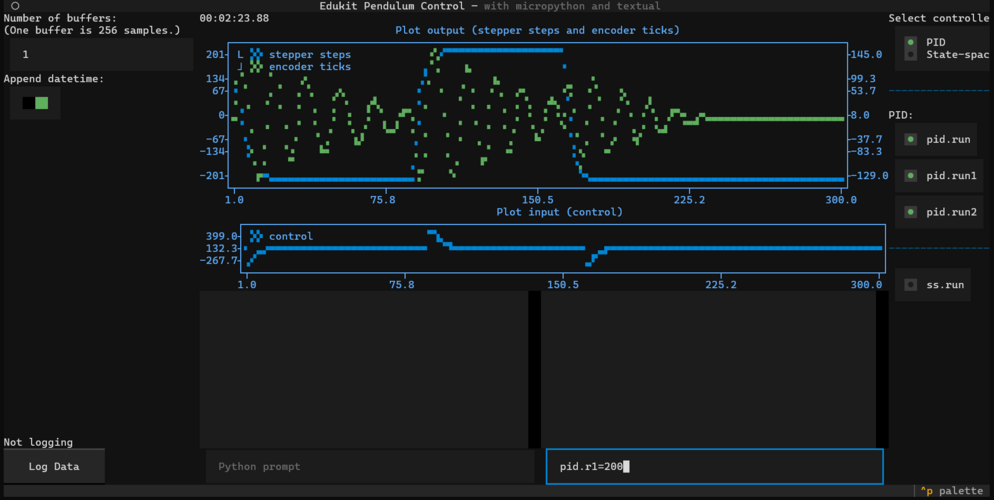 Edukit Pendulum Control — with micropython and textual
Number of buffers:
(One buffer is 256 samples.)
1
Append datetime:
00:02:23.88
Plot output (stepper steps and encoder ticks)
L stepper steps
encoder ticks
201
134
67
0
-67
-134
-201
145.0
99.3
53.7
8.0
-37.7
-83.3
-129.0
1.0 75.8 150.5 225.2 300.0
Plot input (control)
control
399.0
132.3
-267.7
1.0 75.8 150.5 225.2 300.0
Select controlle
PID
State-spac
PID:
pid.run
pid.run1
pid.run2
ss.run
Not logging
Log Data
Python prompt
pid.r1=200
^p palette